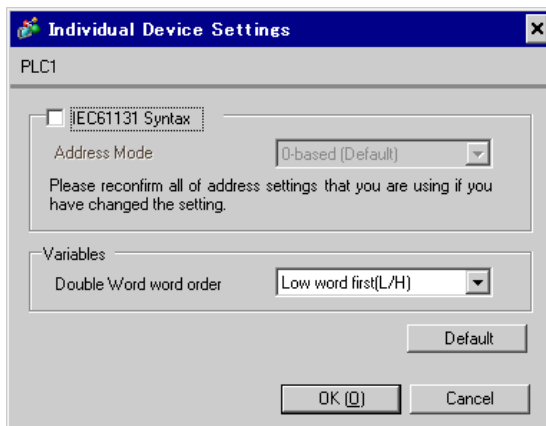 Individual Device Settings
PLC1
IEC61131 Syntax
Address Mode 0-based (Default)
Please reconfirm all of address settings that you are using if you
have changed the setting.
Variables
Double Word word order Low word first(L/H)
Default
OK (O) Cancel